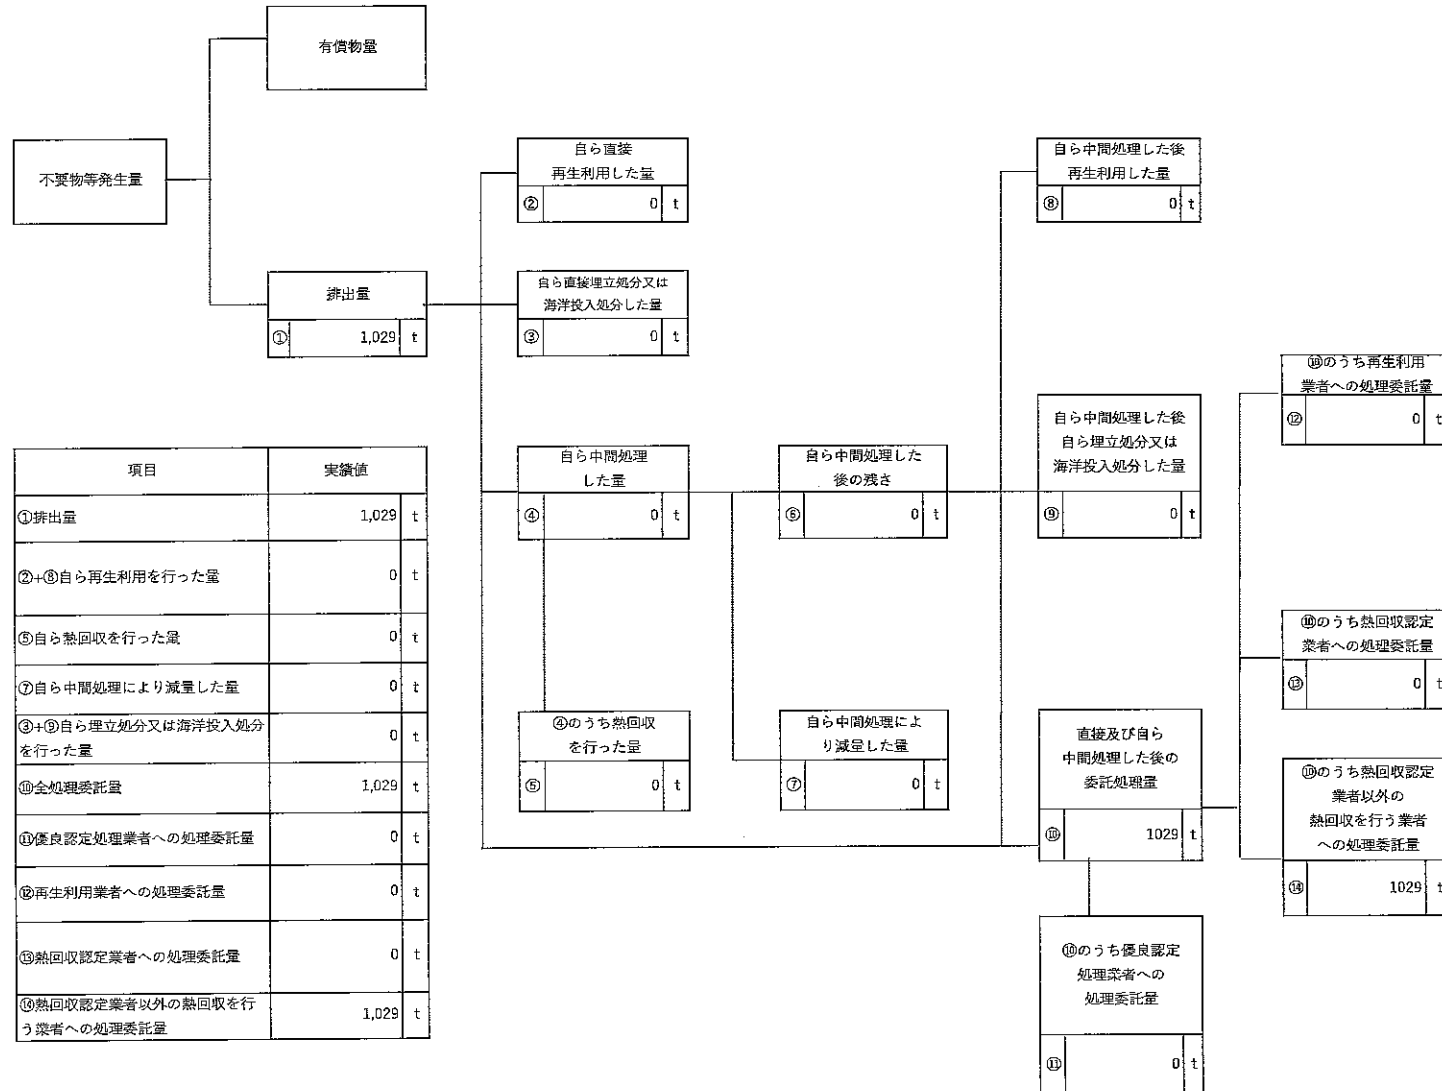 有償物量
不要物等発生量
排出量
① 1,029 t
自ら直接
再生利用した量
② 0 t
自ら直接埋立処分又は
海洋投入処分した量
③ 0 t
自ら中間処理
した量
④ 0 t
④のうち熱回収
を行った量
⑤ 0 t
自ら中間処理した
後の残さ
⑥ 0 t
自ら中間処理によ
り減量した量
⑦ 0 t
自ら中間処理した後
再生利用した量
⑧ 0 t
自ら中間処理した後
自ら埋立処分又は
海洋投入処分した量
⑨ 0 t
直接及び自ら
中間処理した後の
委託処理量
⑩ 1029 t
⑩のうち優良認定
処理業者への
処理委託量
⑪ 0 t
⑩のうち再生利用
業者への処理委託量
⑫ 0 t
⑩のうち熱回収認定
業者への処理委託量
⑬ 0 t
⑩のうち熱回収認定
業者以外の
熱回収を行う業者
への処理委託量
⑭ 1029 t
項目 実績値
①排出量 1,029 t
②+⑧自ら再生利用を行った量 0 t
⑤自ら熱回収を行った量 0 t
⑦自ら中間処理により減量した量 0 t
③+⑨自ら埋立処分又は海洋投入処分
を行った量 0 t
⑩全処理委託量 1,029 t
⑪優良認定処理業者への処理委託量 0 t
⑫再生利用業者への処理委託量 0 t
⑬熱回収認定業者への処理委託量 0 t
⑭熱回収認定業者以外の熱回収を行
う業者への処理委託量 1,029 t